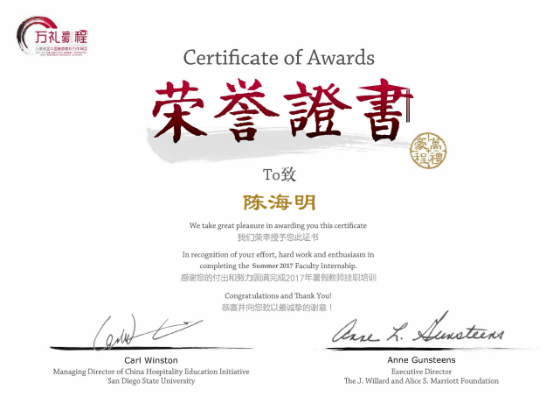 万礼豪程
Certificate of Awards
荣誉證書
萬禮豪程
To致
陈海明
We take great pleasure in awarding you this certificate
我们荣幸授予您此证书
In recognition of your effort, hard work and enthusiasm in
completing the Summer 2017 Faculty Internship.
感谢您的付出和努力圆满完成2017年暑假教师挂职培训
Congratulations and Thank You!
恭喜并向您致以最诚挚的谢意！
Anne L. Gunsteens
Carl Winston
Managing Director of China Hospitality Education Initiative
San Diego State University
Anne Gunsteens
Executive Director
The J. Willard and Alice S. Marriott Foundation